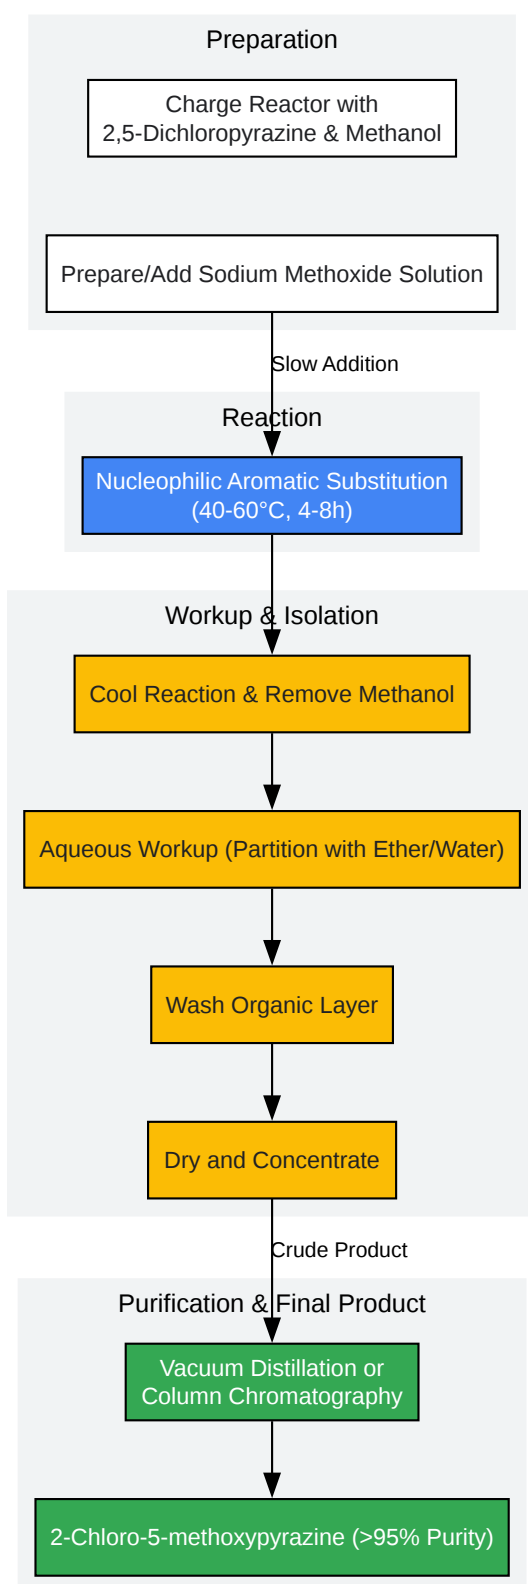 Preparation
Charge Reactor with
2,5-Dichloropyrazine & Methanol
Prepare/Add Sodium Methoxide Solution
Slow Addition
Reaction
Nucleophilic Aromatic Substitution
(40-60°C, 4-8h)
Workup & Isolation
Cool Reaction & Remove Methanol
Aqueous Workup (Partition with Ether/Water)
Wash Organic Layer
Dry and Concentrate
Crude Product
Purification & Final Product
Vacuum Distillation or
Column Chromatography
2-Chloro-5-methoxypyrazine (>95% Purity)